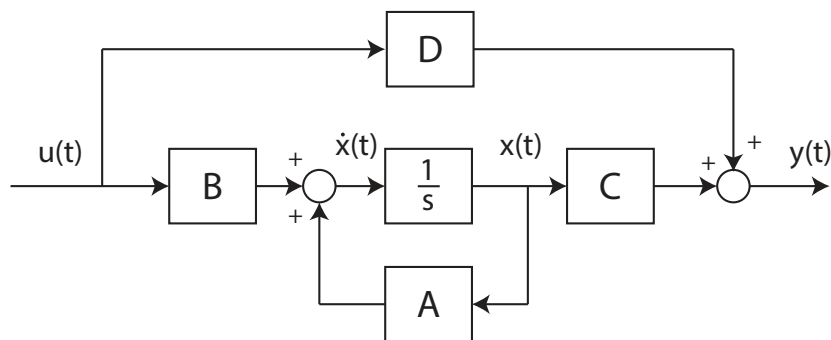 D
+
u(t)
B
+
+
ẋ(t)
1
s
x(t)
C
+
y(t)
A